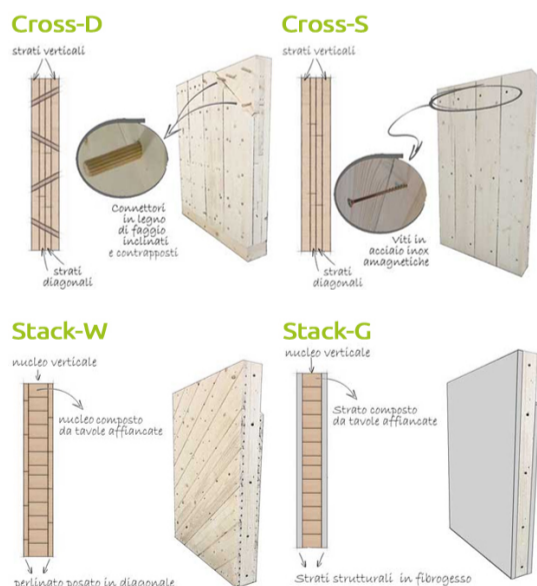 Cross-D
strati verticali
Connettori
in legno
di faggio
inclinati
e contrapposti
strati
diagonali
Cross-S
strati verticali
Viti in
acciaio inox
amagnetiche
strati
diagonali
Stack-W
nucleo verticale
nucleo composto
da tavole affiancate
perlinato posato in diagonale
Stack-G
nucleo verticale
Strato composto
da tavole affiancate
Strati strutturali in fibrogesso